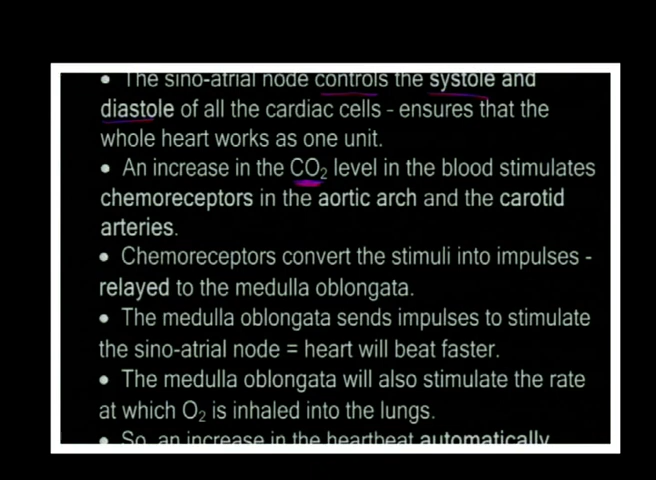 • The sino-atrial node controls the systole and
diastole of all the cardiac cells - ensures that the
whole heart works as one unit.
• An increase in the CO₂ level in the blood stimulates
chemoreceptors in the aortic arch and the carotid
arteries.
• Chemoreceptors convert the stimuli into impulses -
relayed to the medulla oblongata.
• The medulla oblongata sends impulses to stimulate
the sino-atrial node = heart will beat faster.
• The medulla oblongata will also stimulate the rate
at which O₂ is inhaled into the lungs.
• So, an increase in the heartbeat automatically